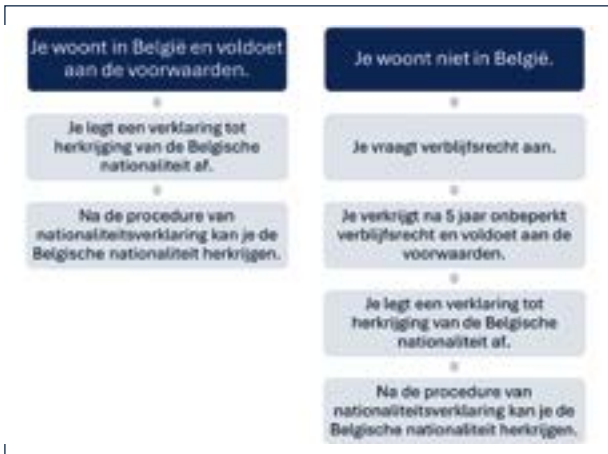 Je woont in België en voldoet
aan de voorwaarden.
Je legt een verklaring tot
herkrijging van de Belgische
nationaliteit af.
Na de procedure van
nationaliteitsverklaring kan je de
Belgische nationaliteit herkrijgen.
Je woont niet in België.
Je vraagt verblijfsrecht aan.
Je verkrijgt na 5 jaar onbeperkt
verblijfsrecht en voldoet aan de
voorwaarden.
Je legt een verklaring tot
herkrijging van de Belgische
nationaliteit af.
Na de procedure van
nationaliteitsverklaring kan je de
Belgische nationaliteit herkrijgen.